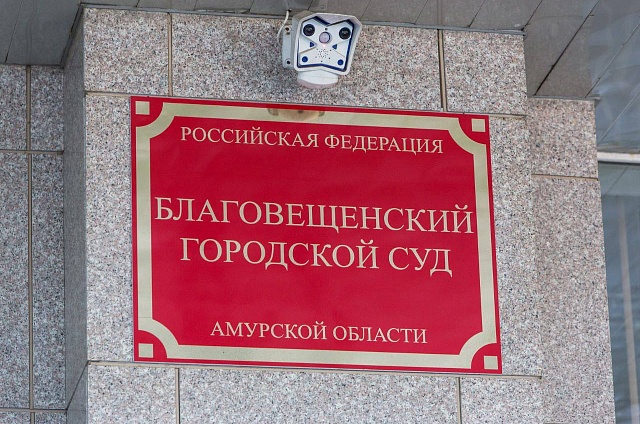 РОССИЙСКАЯ ФЕДЕРАЦИЯ
БЛАГОВЕЩЕНСКИЙ
ГОРОДСКОЙ СУД
АМУРСКОЙ ОБЛАСТИ